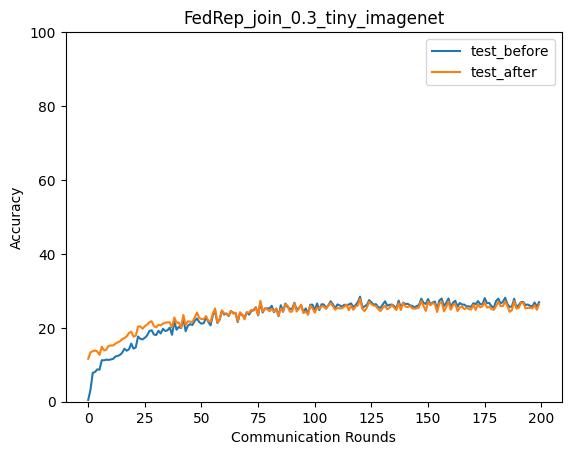 FedRep_join_0.3_tiny_imagenet
100
80
60
40
20
0
Accuracy
test_before
test_after
0 25 50 75 100 125 150 175 200
Communication Rounds